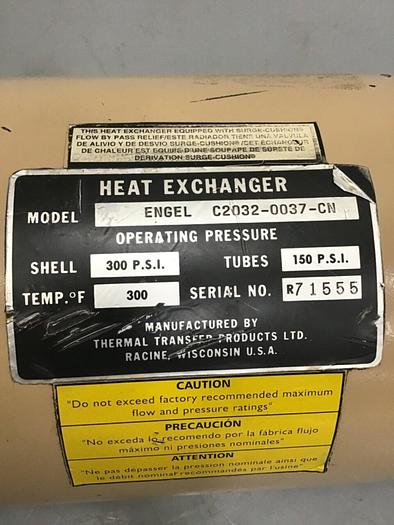 THIS HEAT EXCHANGER EQUIPPED WITH SURGE-CUSHION®
FLOW BY PASS RELIEF/ESTE RADIADOR TIENE UNA VALVULA
DE ALIVIO Y DE DESVIO SURGE-CUSHION®/CET ÉCHANGEUR
DE CHALEUR EST EQUIPE D'UNE SOUPAPE DE SURETE DE
DERIVATION SURGE-CUSHION®
HEAT EXCHANGER
MODEL ENGEL C2032-0037-CN
OPERATING PRESSURE
SHELL 300 P.S.I. TUBES 150 P.S.I.
TEMP.°F 300 SERIAL NO. R71555
MANUFACTURED BY
THERMAL TRANSFER PRODUCTS LTD.
RACINE, WISCONSIN U.S.A.
CAUTION
"Do not exceed factory recommended maximum
flow and pressure ratings"
PRECAUCIÓN
"No exceda lo recomendo por la fábrica flujo
máximo ni presiones nominales"
ATTENTION
"Ne pas dépasser la pression nominale ainsi que
le débit nominal recommandés par l'usine"